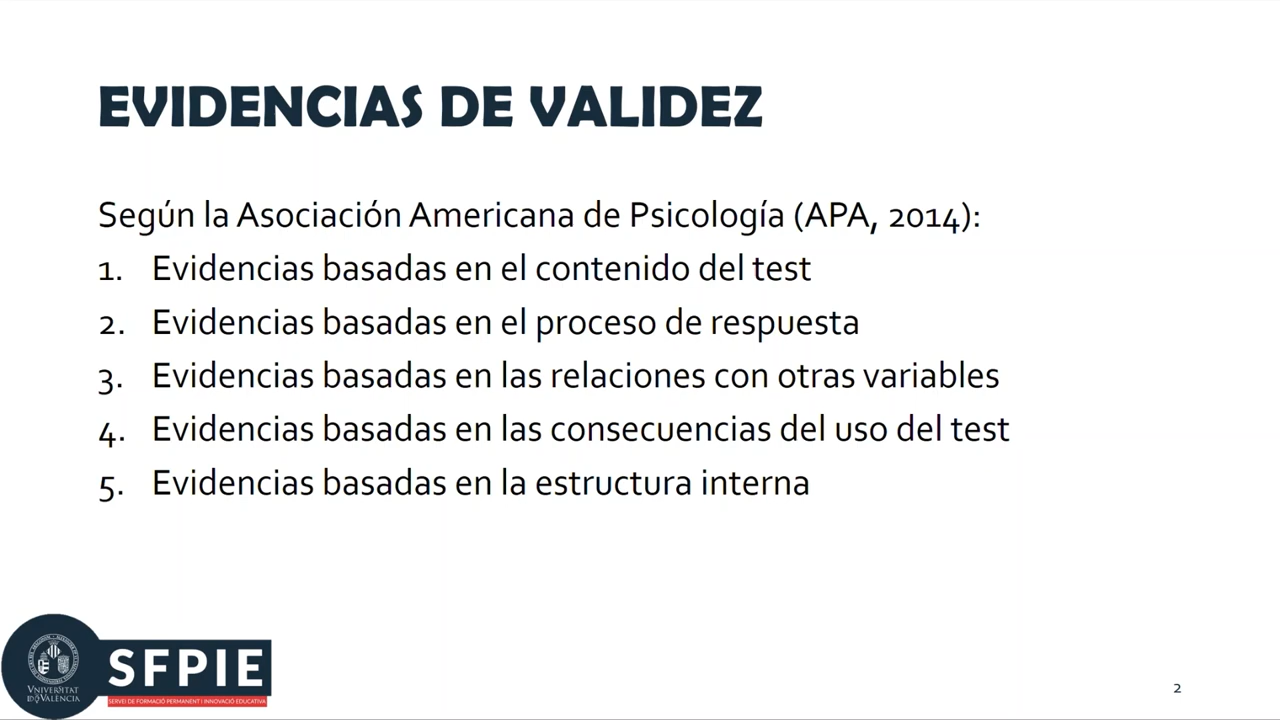 EVIDENCIAS DE VALIDEZ
Según la Asociación Americana de Psicología (APA, 2014):
1. Evidencias basadas en el contenido del test
2. Evidencias basadas en el proceso de respuesta
3. Evidencias basadas en las relaciones con otras variables
4. Evidencias basadas en las consecuencias del uso del test
5. Evidencias basadas en la estructura interna
VNIVERSITAT
ID VALÈNCIA
SFPIE
SERVEI DE FORMACIÓ PERMANENT I INNOVACIÓ EDUCATIVA
2